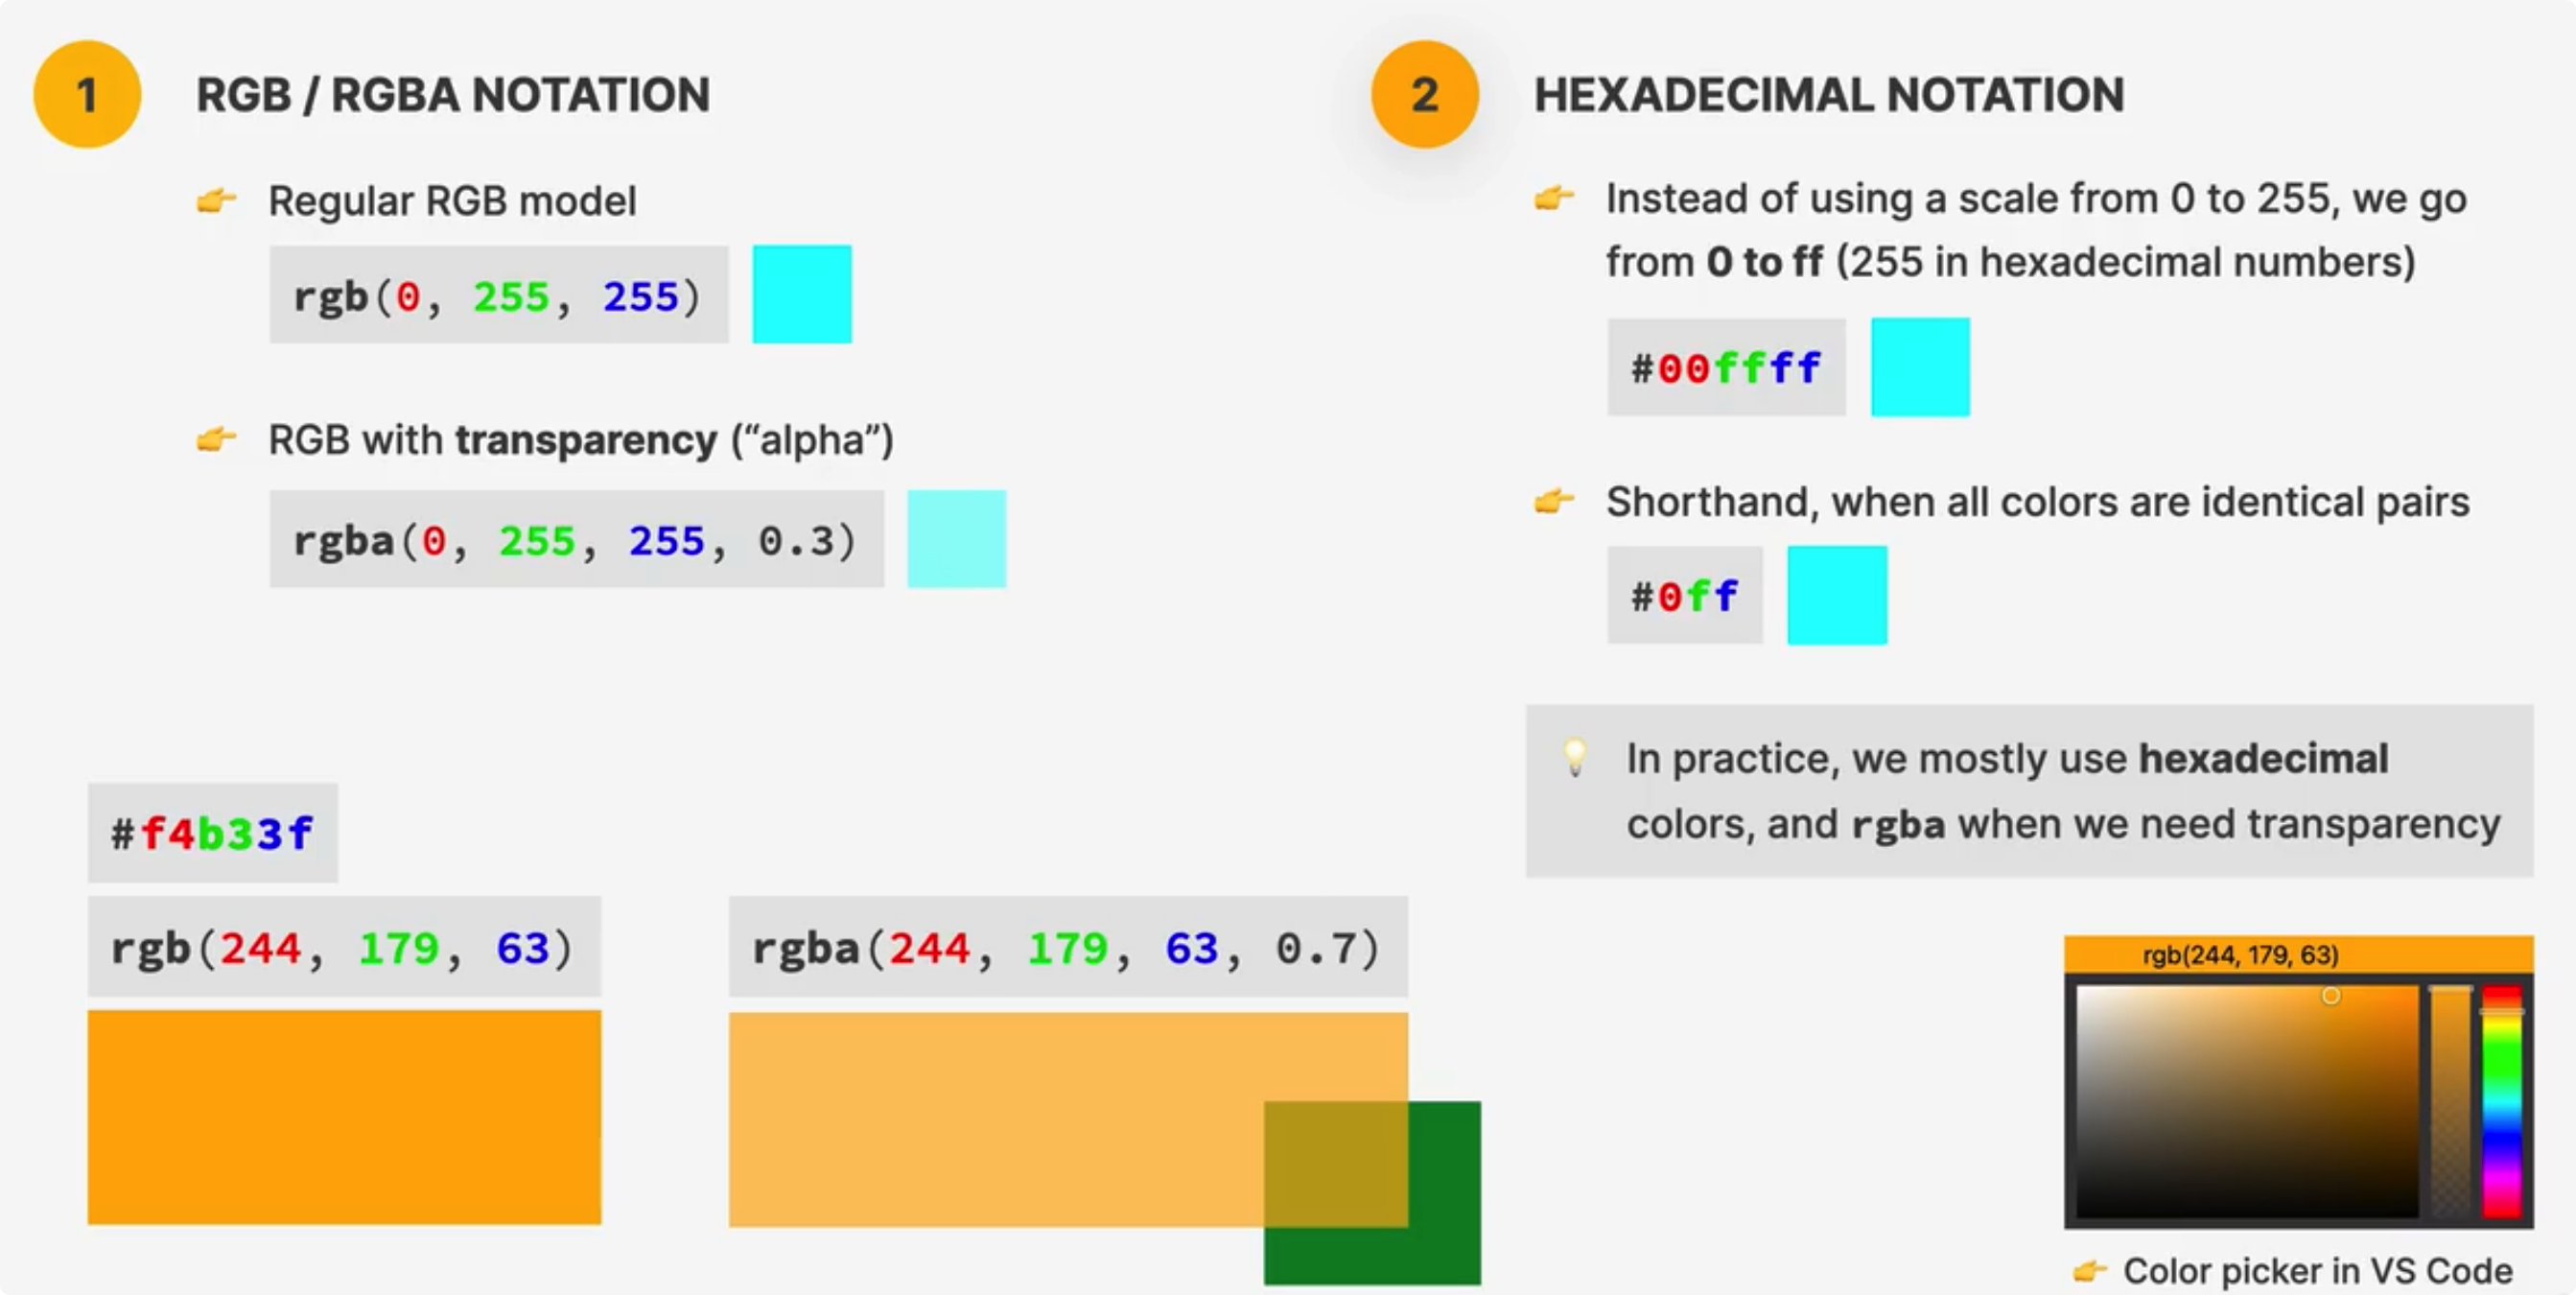 1
RGB / RGBA NOTATION
Regular RGB model
rgb(0, 255, 255)
RGB with transparency (“alpha”)
rgba(0, 255, 255, 0.3)
#f4b33f
rgb(244, 179, 63)
rgba(244, 179, 63, 0.7)
2
HEXADECIMAL NOTATION
Instead of using a scale from 0 to 255, we go
from 0 to ff (255 in hexadecimal numbers)
#00ffff
Shorthand, when all colors are identical pairs
#0ff
In practice, we mostly use hexadecimal
colors, and rgba when we need transparency
rgb(244, 179, 63)
Color picker in VS Code